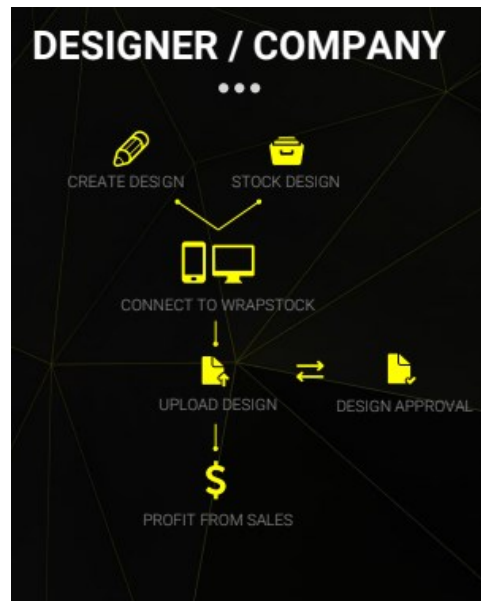 DESIGNER / COMPANY
CREATE DESIGN
STOCK DESIGN
CONNECT TO WRAPSTOCK
UPLOAD DESIGN
DESIGN APPROVAL
$
PROFIT FROM SALES